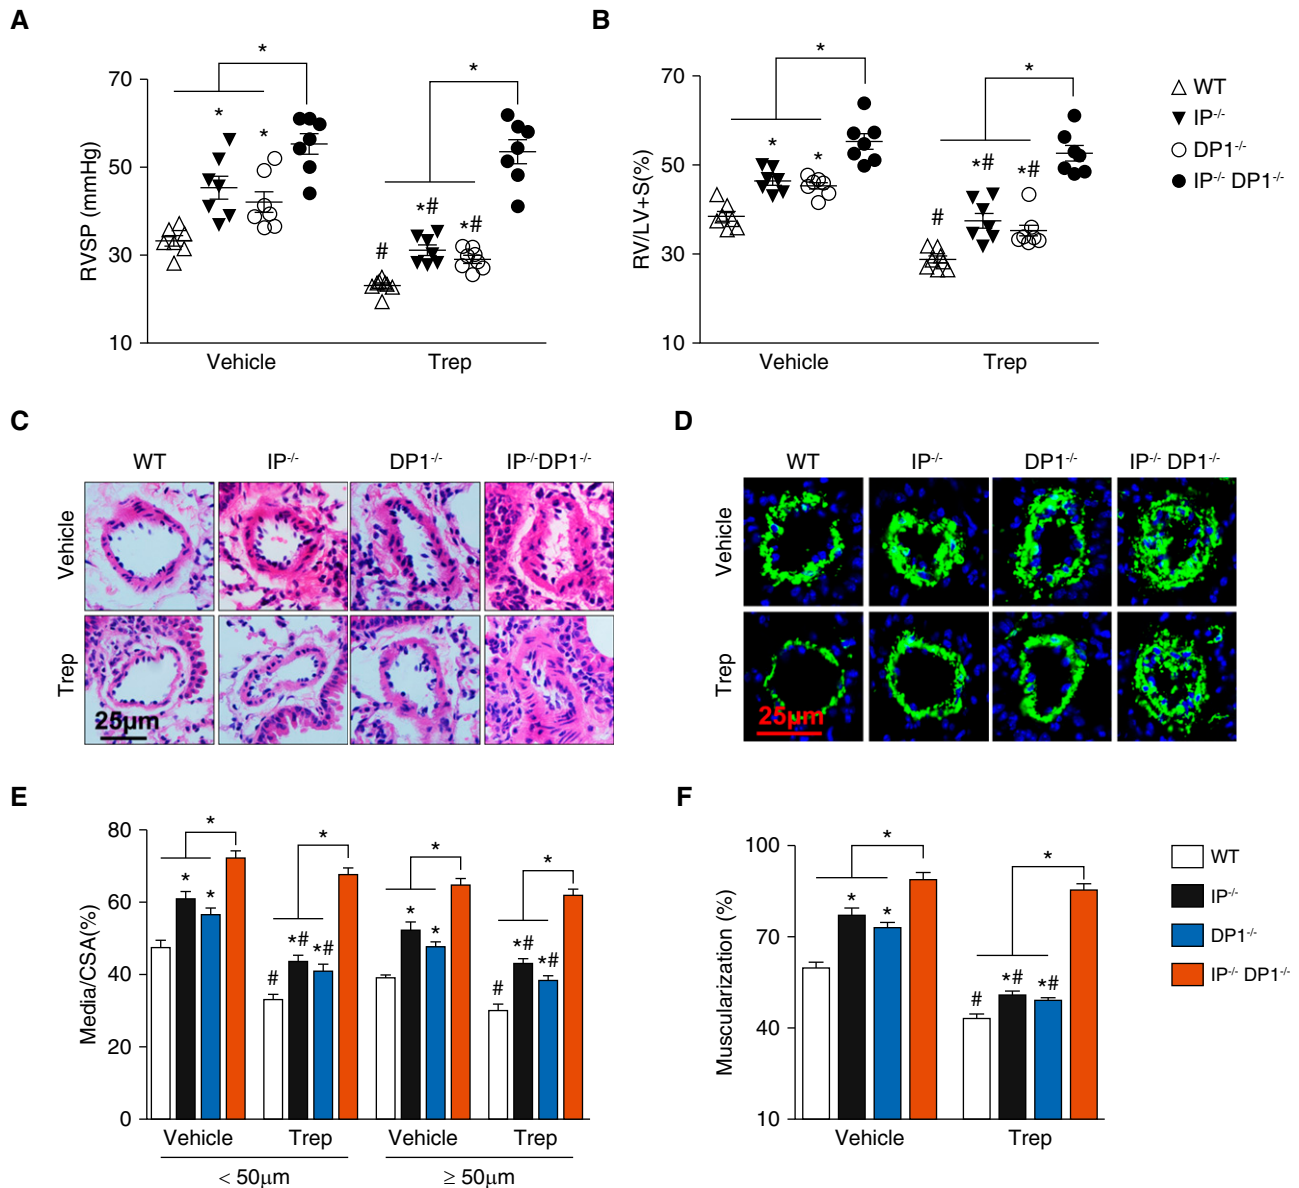 A
RVSP (mmHg)
70
50
30
10
*
*
*
*
#
*#
*#
Vehicle
Trep
B
RV/LV+S(%)
70
50
30
10
*
*
*
*
#
*#
*#
Vehicle
Trep
WT
IP-/-
DP1-/-
IP-/- DP1-/-
C
WT
IP-/-
DP1-/-
IP-/-DP1-/-
Vehicle
Trep
25µm
D
WT
IP-/-
DP1-/-
IP-/- DP1-/-
Vehicle
Trep
25µm
E
Media/CSA(%)
80
60
40
20
0
*
*
*
*
#
*#
*#
*
*
*
*
#
*#
*#
Vehicle
Trep
Vehicle
Trep
< 50µm
≥ 50µm
F
Muscularization (%)
100
70
40
10
*
*
*
*
#
*#
*#
Vehicle
Trep
WT
IP-/-
DP1-/-
IP-/- DP1-/-